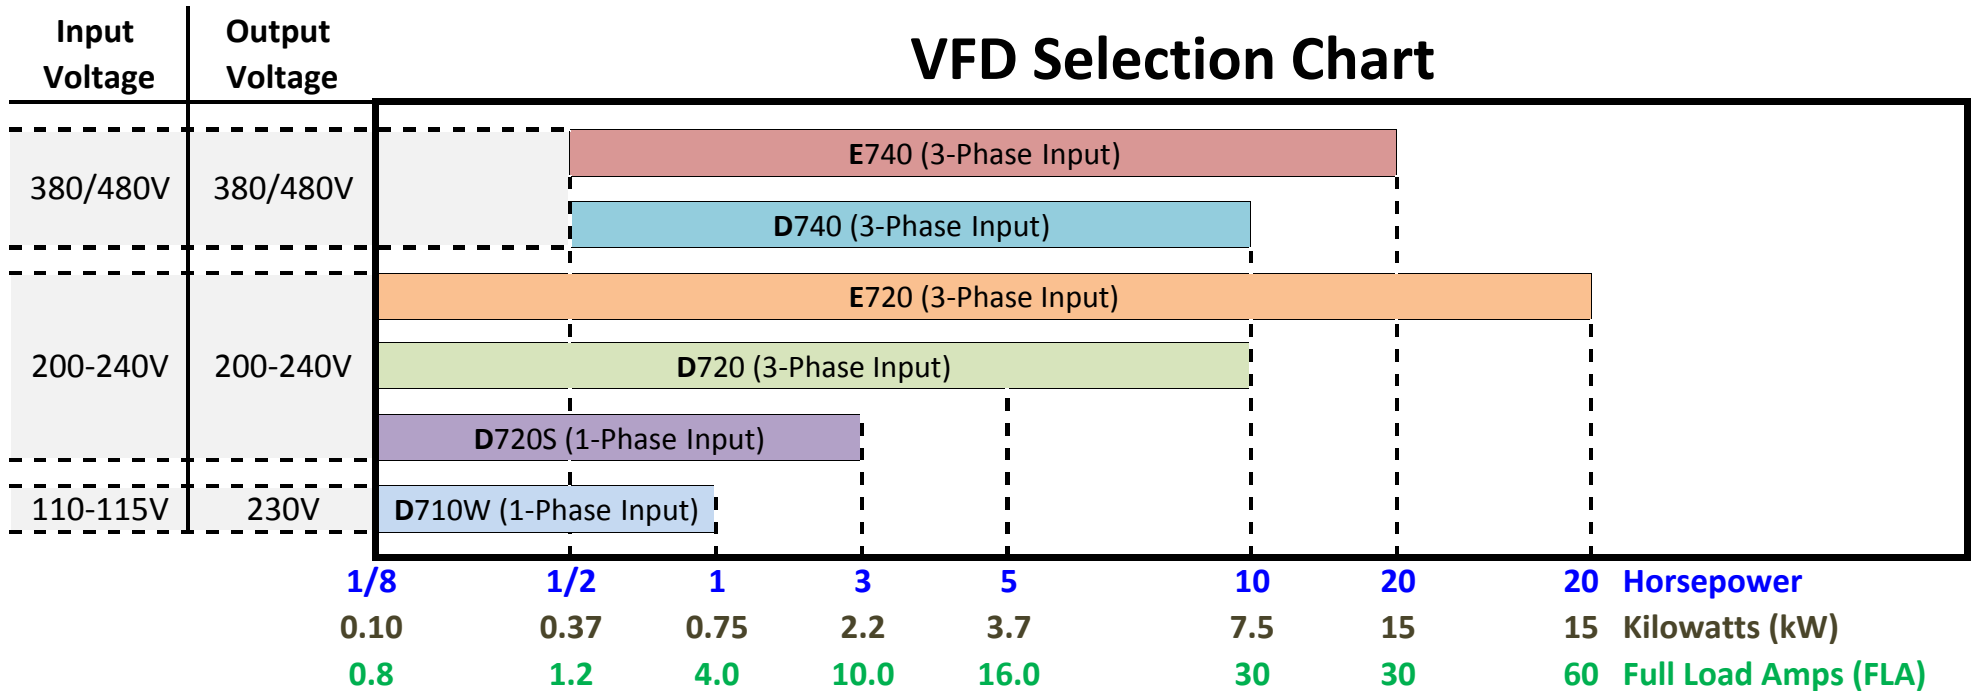 Input Voltage
Output Voltage
VFD Selection Chart
380/480V 380/480V
E740 (3-Phase Input)
D740 (3-Phase Input)
200-240V 200-240V
E720 (3-Phase Input)
D720 (3-Phase Input)
D720S (1-Phase Input)
110-115V 230V
D710W (1-Phase Input)
1/8 1/2 1 3 5 10 20 20 Horsepower
0.10 0.37 0.75 2.2 3.7 7.5 15 15 Kilowatts (kW)
0.8 1.2 4.0 10.0 16.0 30 30 60 Full Load Amps (FLA)